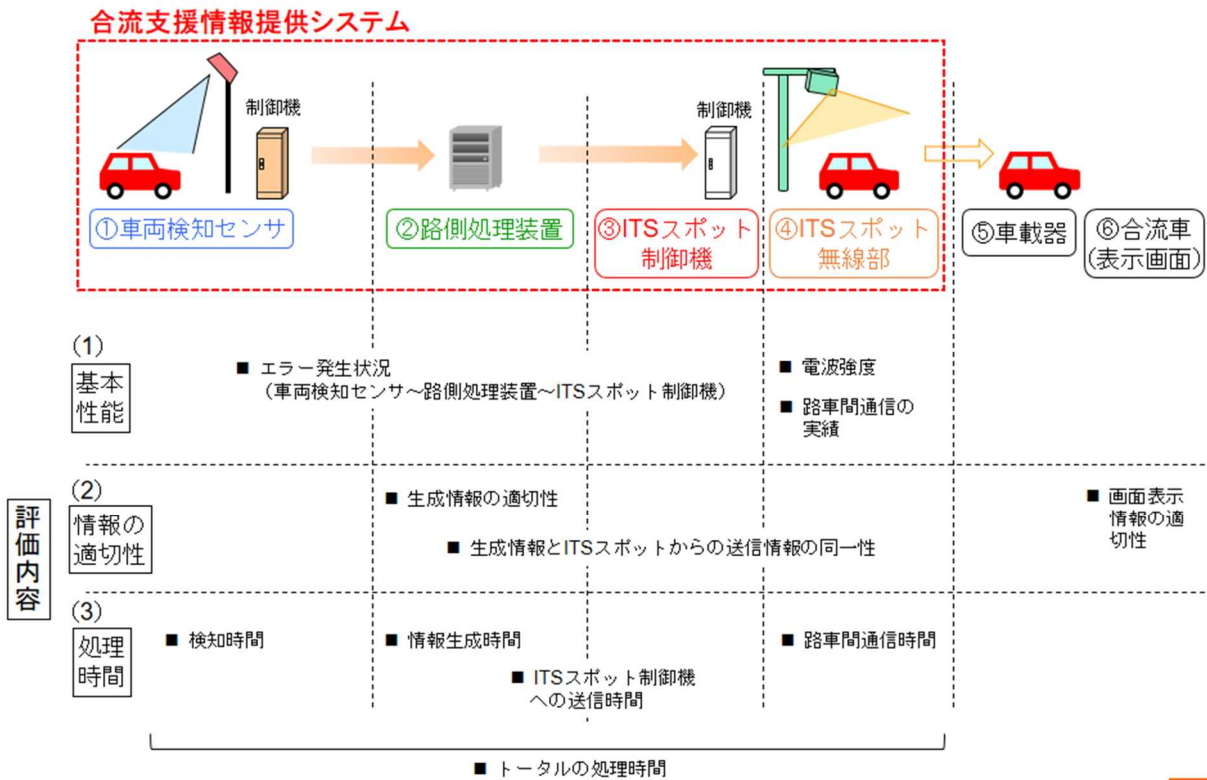 合流支援情報提供システム
制御機
制御機
①車両検知センサ
②路側処理装置
③ITSスポット
制御機
④ITSスポット
無線部
⑤車載器
⑥合流車
(表示画面)
評価内容
(1)
基本
性能
■ エラー発生状況
(車両検知センサ～路側処理装置～ITSスポット制御機)
■ 電波強度
■ 路車間通信の
実績
(2)
情報の
適切性
■ 生成情報の適切性
■ 生成情報とITSスポットからの送信情報の同一性
■ 画面表示
情報の適
切性
(3)
処理
時間
■ 検知時間
■ 情報生成時間
■ ITSスポット制御機
への送信時間
■ 路車間通信時間
■ トータルの処理時間